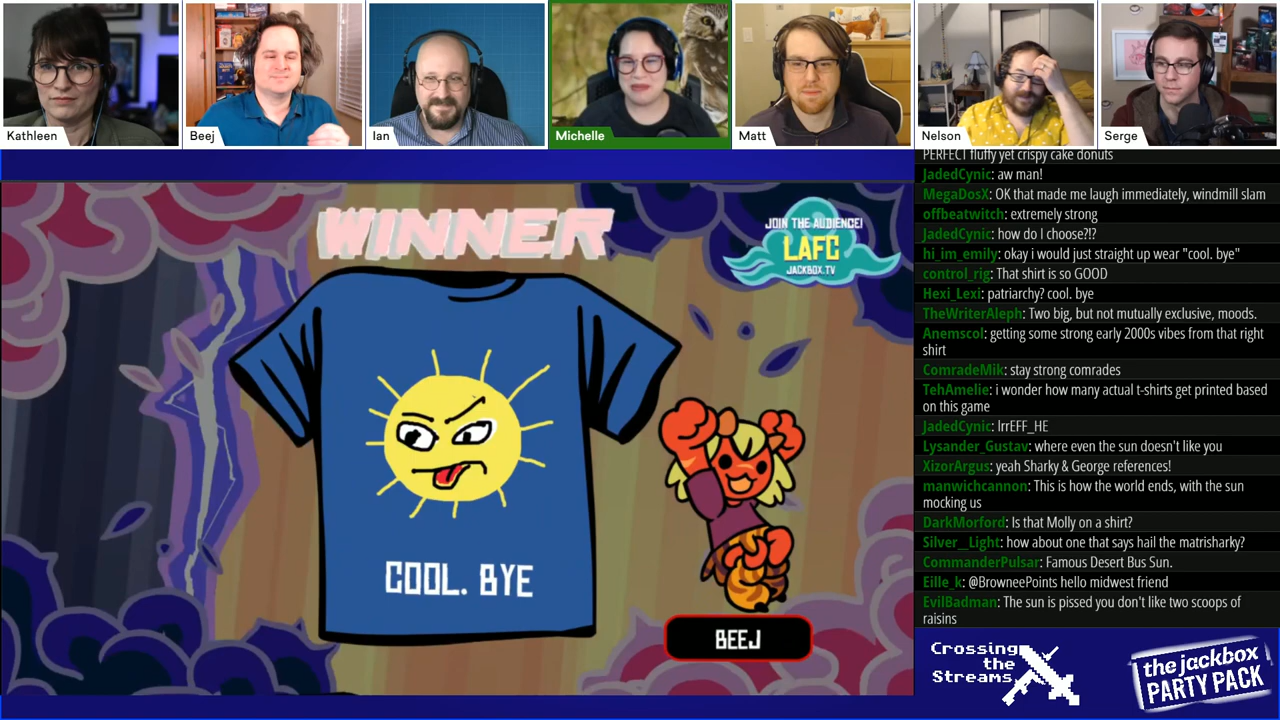 Kathleen
Beej
Ian
Michelle
Matt
Nelson
Serge
WINNER
JOIN THE AUDIENCE!
LAFC
JACKBOX.TV
COOL. BYE
BEEJ
PERFECT fluffy yet crispy cake donuts
JadedCynic: aw man!
MegaDosX: OK that made me laugh immediately, windmill slam
offbeatwitch: extremely strong
JadedCynic: how do I choose?!?
hi_im_emily: okay i would just straight up wear "cool. bye"
control_rig: That shirt is so GOOD
Hexi_Lexi: patriarchy? cool. bye
TheWriterAleph: Two big, but not mutually exclusive, moods.
Anemscol: getting some strong early 2000s vibes from that right
shirt
ComradeMik: stay strong comrades
TehAmelie: i wonder how many actual t-shirts get printed based
on this game
JadedCynic: IrrEFF_HE
Lysander_Gustav: where even the sun doesn't like you
XizorArgus: yeah Sharky & George references!
manwichcannon: This is how the world ends, with the sun
mocking us
DarkMorford: Is that Molly on a shirt?
Silver__Light: how about one that says hail the matrisharky?
CommanderPulsar: Famous Desert Bus Sun.
Eille_k: @BrowneePoints hello midwest friend
EvilBadman: The sun is pissed you don't like two scoops of
raisins
Crossing
the
Streams
the jackbox
PARTY PACK